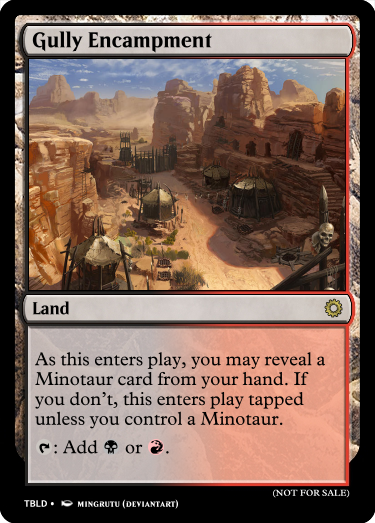 Gully Encampment
Land
As this enters play, you may reveal a
Minotaur card from your hand. If
you don't, this enters play tapped
unless you control a Minotaur.
: Add or .
(NOT FOR SALE)
TBLD • MINGRUTU (DEVIANTART)